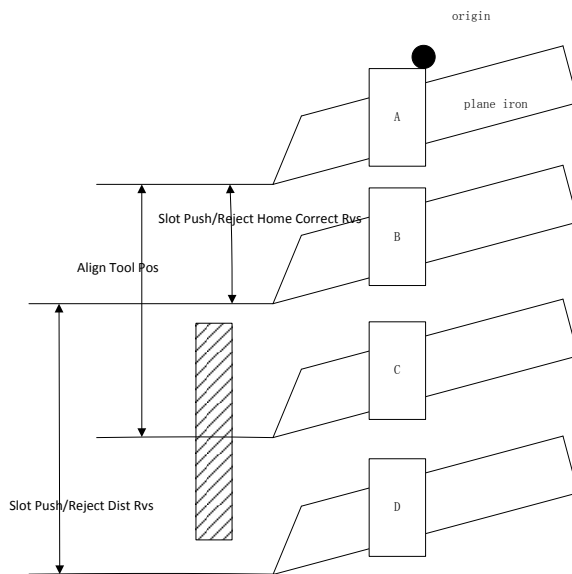 origin
plane iron
A
Slot Push/Reject Home Correct Rvs
B
Align Tool Pos
C
Slot Push/Reject Dist Rvs
D